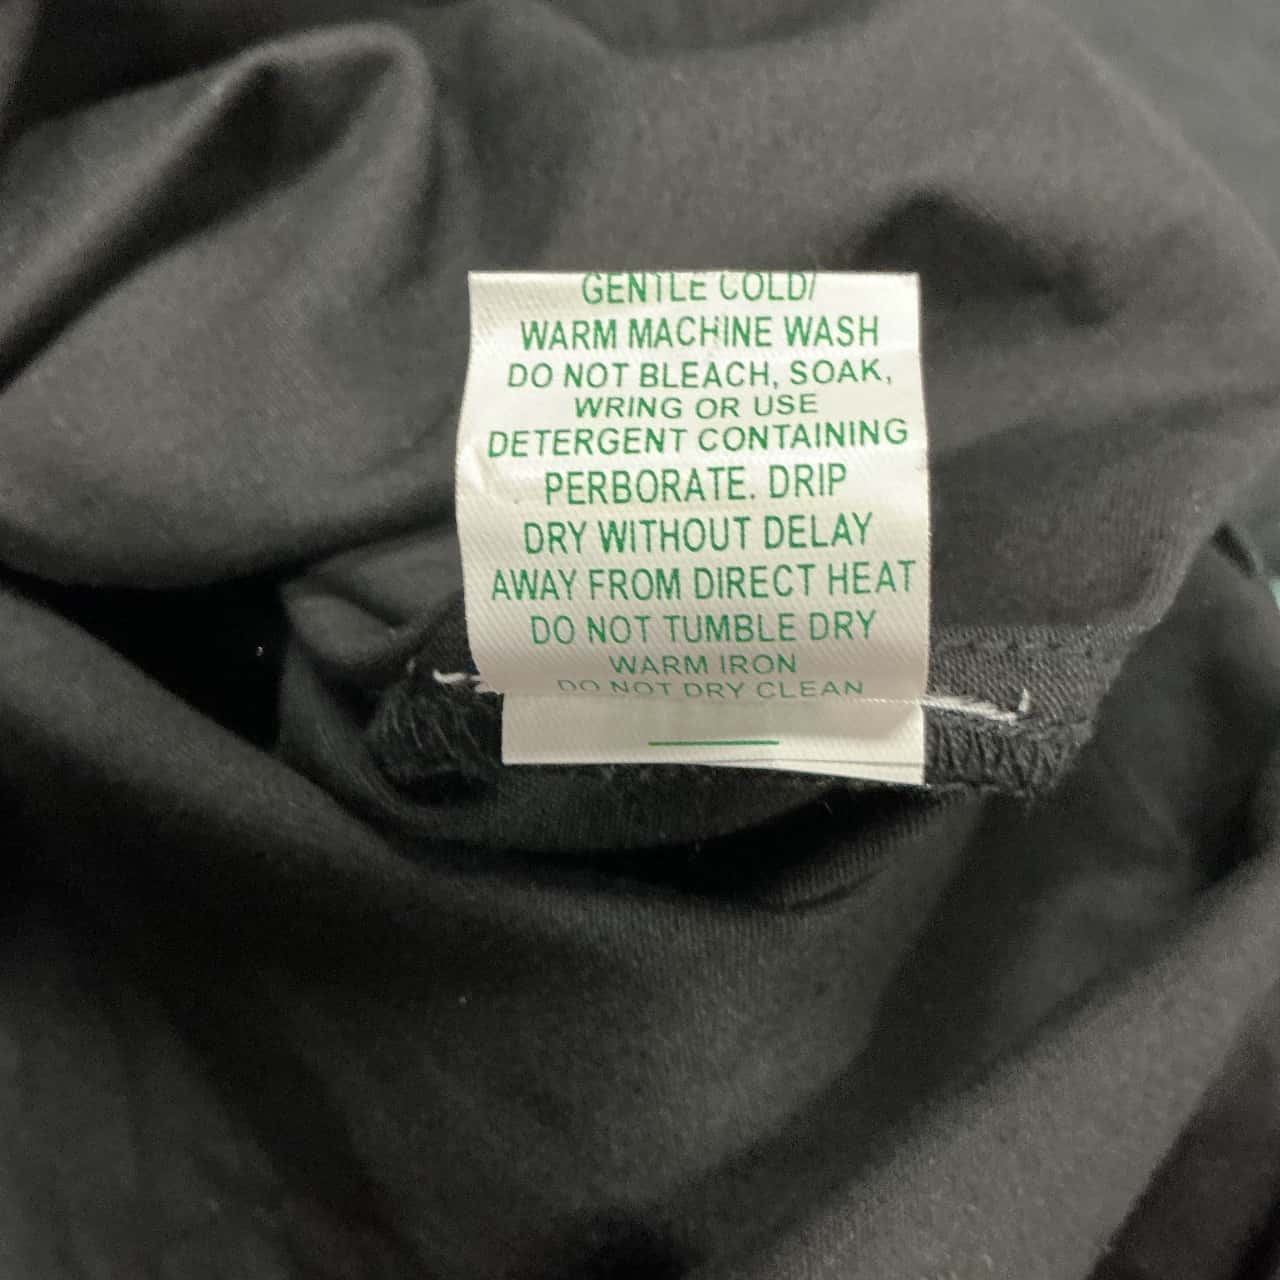 GENTLE COLD/
WARM MACHINE WASH
DO NOT BLEACH, SOAK,
WRING OR USE
DETERGENT CONTAINING
PERBORATE. DRIP
DRY WITHOUT DELAY
AWAY FROM DIRECT HEAT
DO NOT TUMBLE DRY
WARM IRON
DO NOT DRY CLEAN